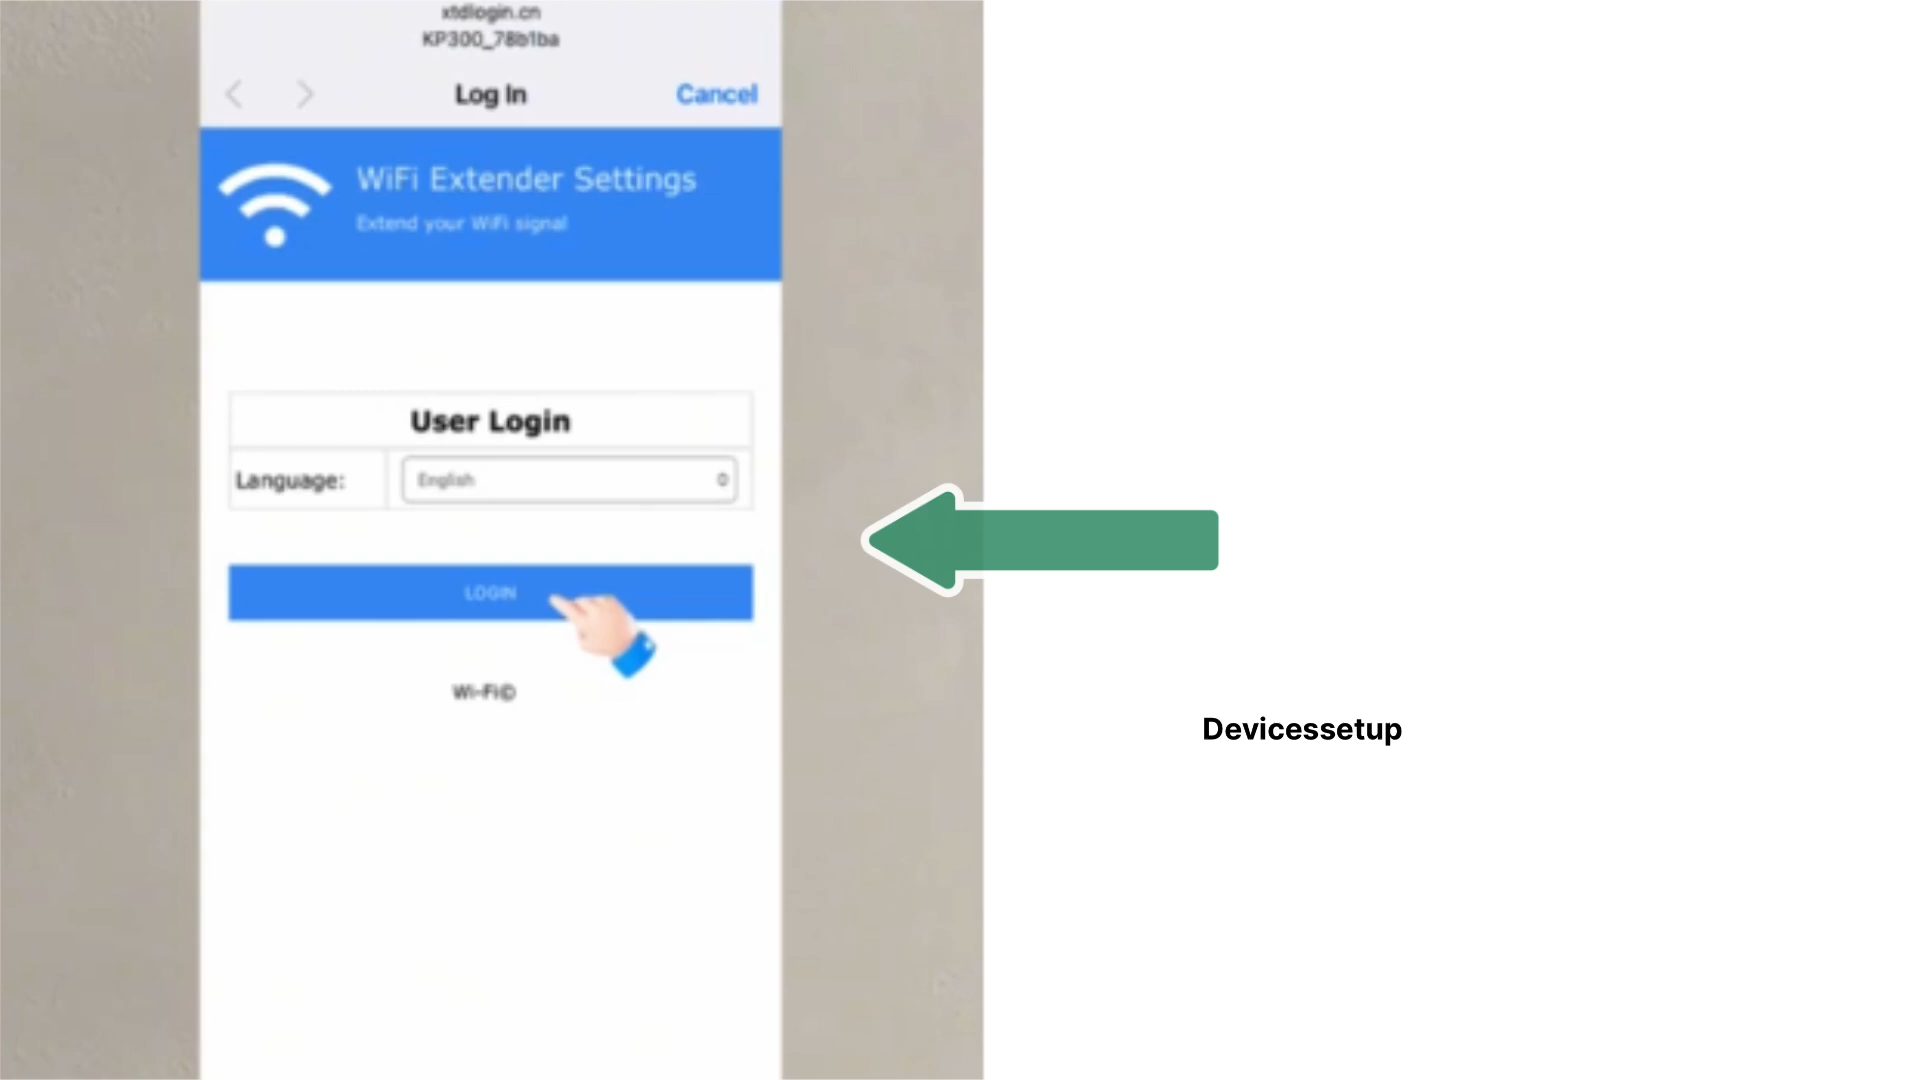 xtdlogin.cn
KP300_78b1ba
Log In
Cancel
WiFi Extender Settings
Extend your WiFi signal
User Login
Language:
English
LOGIN
Wi-Fi©
Devicessetup